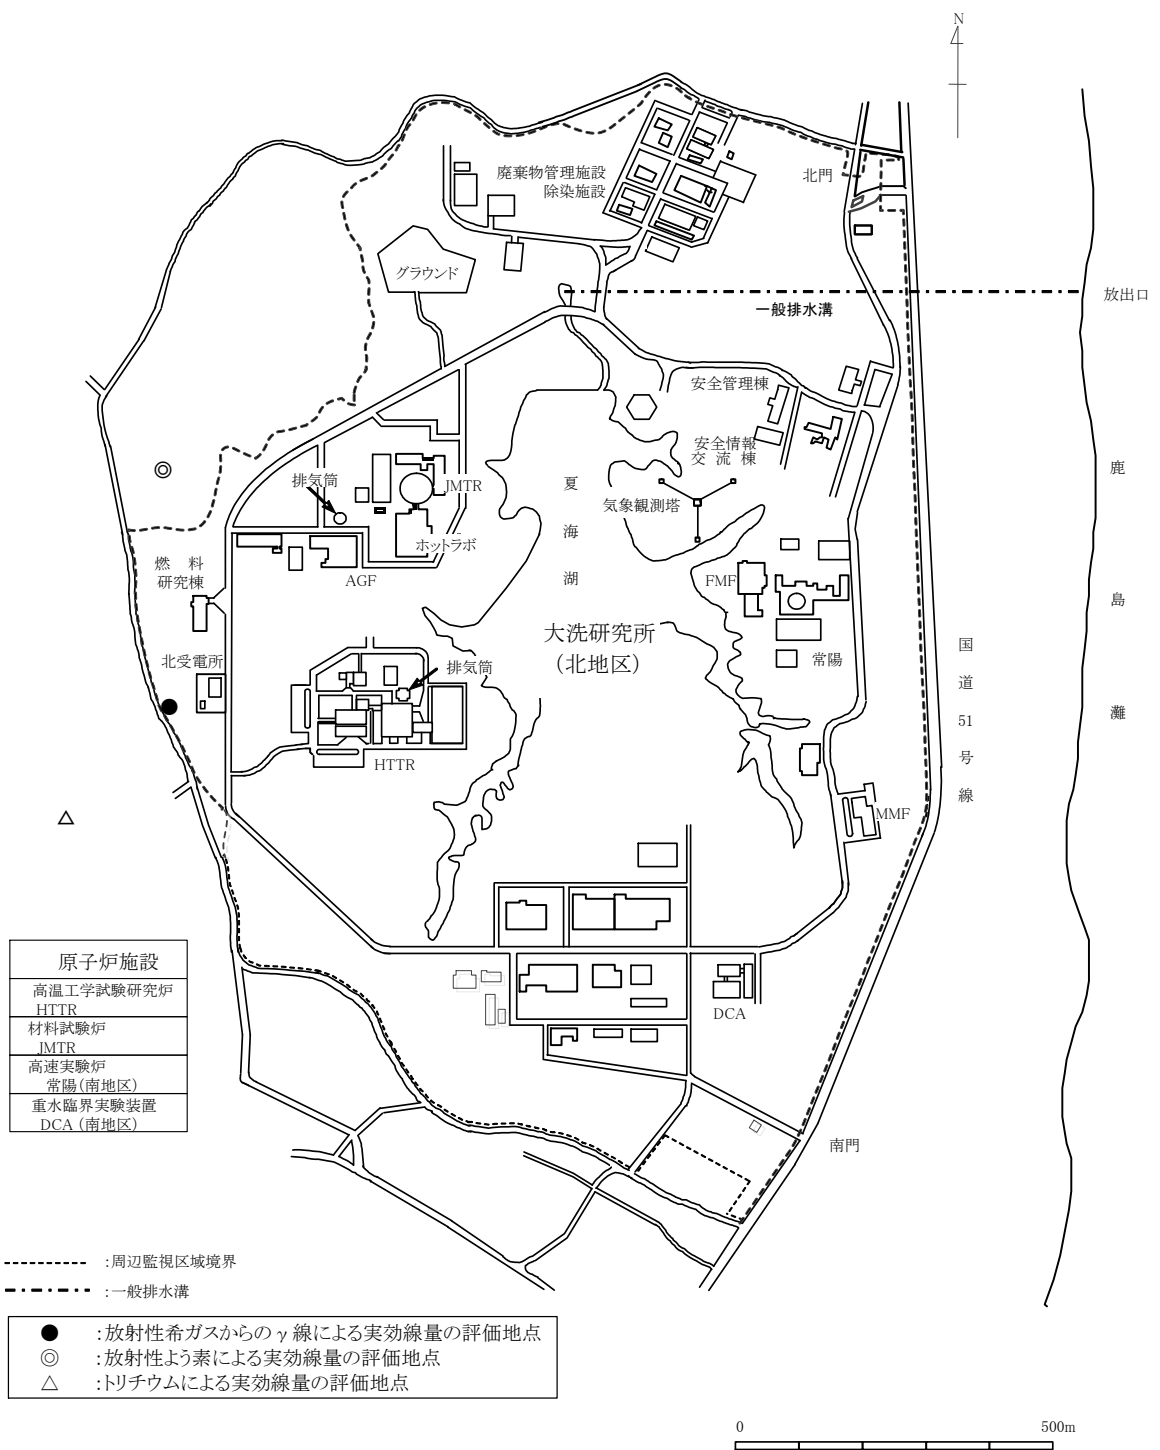 N
廃棄物管理施設
除染施設
北門
グラウンド
放出口
一般排水溝
安全管理棟
安全情報
交 流 棟
排気筒
JMTR
夏
海
湖
気象観測塔
鹿
島
灘
ホットラボ
燃 料
研究棟
AGF
FMF
大洗研究所
(北地区)
常陽
国
道
51
号
線
北受電所
排気筒
HTTR
MMF
原子炉施設
高温工学試験研究炉
HTTR
材料試験炉
JMTR
高速実験炉
常陽(南地区)
重水臨界実験装置
DCA (南地区)
DCA
南門
:周辺監視区域境界
:一般排水溝
● :放射性希ガスからのγ線による実効線量の評価地点
◎ :放射性よう素による実効線量の評価地点
△ :トリチウムによる実効線量の評価地点
0 500m